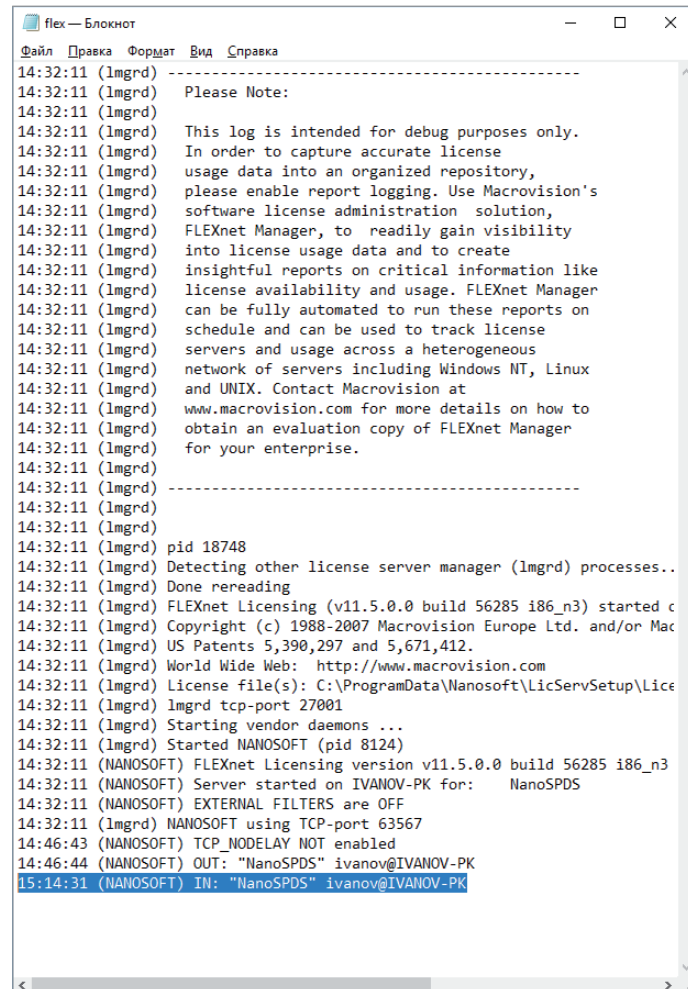 flex — Блокнот
Файл Правка Формат Вид Справка
14:32:11 (lmgrd) -----------------------------------------------
14:32:11 (lmgrd)   Please Note:
14:32:11 (lmgrd)
14:32:11 (lmgrd)   This log is intended for debug purposes only.
14:32:11 (lmgrd)   In order to capture accurate license
14:32:11 (lmgrd)   usage data into an organized repository,
14:32:11 (lmgrd)   please enable report logging. Use Macrovision's
14:32:11 (lmgrd)   software license administration  solution,
14:32:11 (lmgrd)   FLEXnet Manager, to  readily gain visibility
14:32:11 (lmgrd)   into license usage data and to create
14:32:11 (lmgrd)   insightful reports on critical information like
14:32:11 (lmgrd)   license availability and usage. FLEXnet Manager
14:32:11 (lmgrd)   can be fully automated to run these reports on
14:32:11 (lmgrd)   schedule and can be used to track license
14:32:11 (lmgrd)   servers and usage across a heterogeneous
14:32:11 (lmgrd)   network of servers including Windows NT, Linux
14:32:11 (lmgrd)   and UNIX. Contact Macrovision at
14:32:11 (lmgrd)   www.macrovision.com for more details on how to
14:32:11 (lmgrd)   obtain an evaluation copy of FLEXnet Manager
14:32:11 (lmgrd)   for your enterprise.
14:32:11 (lmgrd)
14:32:11 (lmgrd) -----------------------------------------------
14:32:11 (lmgrd)
14:32:11 (lmgrd)
14:32:11 (lmgrd) pid 18748
14:32:11 (lmgrd) Detecting other license server manager (lmgrd) processes..
14:32:11 (lmgrd) Done rereading
14:32:11 (lmgrd) FLEXnet Licensing (v11.5.0.0 build 56285 i86_n3) started
14:32:11 (lmgrd) Copyright (c) 1988-2007 Macrovision Europe Ltd. and/or Mac
14:32:11 (lmgrd) US Patents 5,390,297 and 5,671,412.
14:32:11 (lmgrd) World Wide Web:  http://www.macrovision.com
14:32:11 (lmgrd) License file(s): C:\ProgramData\Nanosoft\LicServSetup\Lice
14:32:11 (lmgrd) lmgrd tcp-port 27001
14:32:11 (lmgrd) Starting vendor daemons ...
14:32:11 (lmgrd) Started NANOSOFT (pid 8124)
14:32:11 (NANOSOFT) FLEXnet Licensing version v11.5.0.0 build 56285 i86_n3
14:32:11 (NANOSOFT) Server started on IVANOV-PK for:    NanoSPDS
14:32:11 (NANOSOFT) EXTERNAL FILTERS are OFF
14:32:11 (lmgrd) NANOSOFT using TCP-port 63567
14:46:43 (NANOSOFT) TCP_NODELAY NOT enabled
14:46:44 (NANOSOFT) OUT: "NanoSPDS" ivanov@IVANOV-PK
15:14:31 (NANOSOFT) IN: "NanoSPDS" ivanov@IVANOV-PK